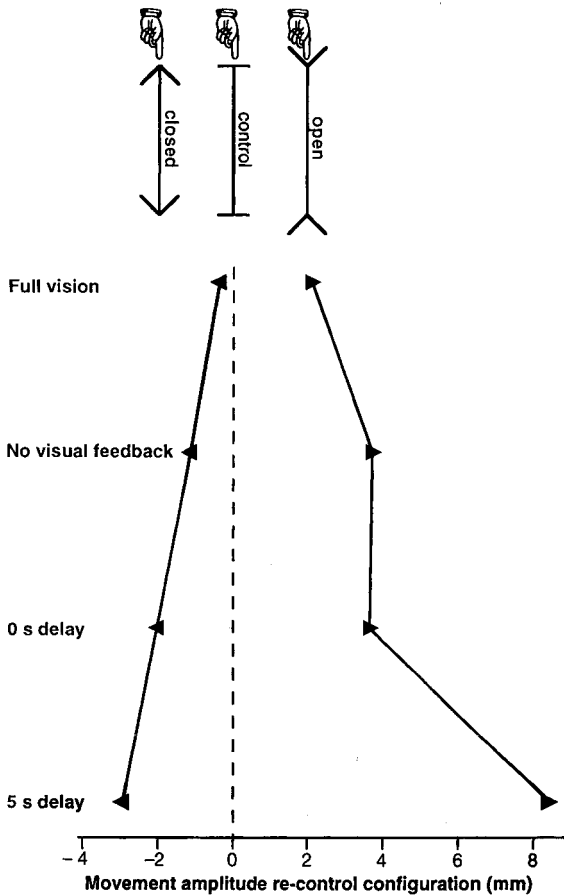 closed
control
open
Full vision
No visual feedback
0 s delay
5 s delay
−4 −2 0 2 4 6 8
Movement amplitude re-control configuration (mm)